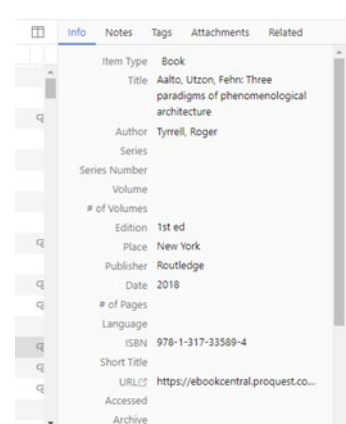 Info Notes Tags Attachments Related
Item Type Book
Title Aalto, Utzon, Fehn: Three
paradigms of phenomenological
architecture
Author Tyrrell, Roger
Series
Series Number
Volume
# of Volumes
Edition 1st ed
Place New York
Publisher Routledge
Date 2018
# of Pages
Language
ISBN 978-1-317-33589-4
Short Title
URL https://ebookcentral.proquest.co...
Accessed
Archive